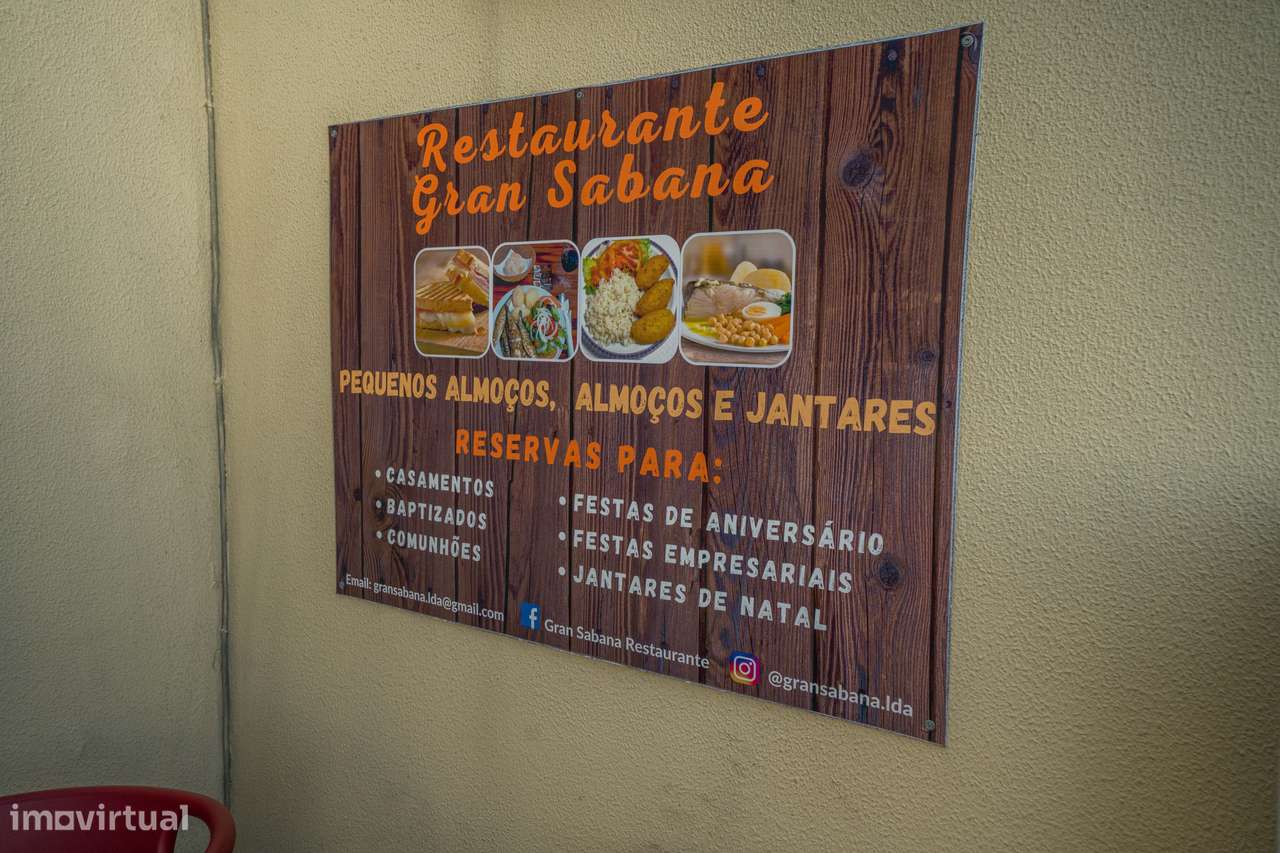 Restaurante
Gran Sabana
PEQUENOS ALMOÇOS, ALMOÇOS E JANTARES
RESERVAS PARA:
• CASAMENTOS
• BAPTIZADOS
• COMUNHÕES
• FESTAS DE ANIVERSÁRIO
• FESTAS EMPRESARIAIS
• JANTARES DE NATAL
Email: gransabana.lda@gmail.com
Gran Sabana Restaurante
@gransabana.lda
imovirtual